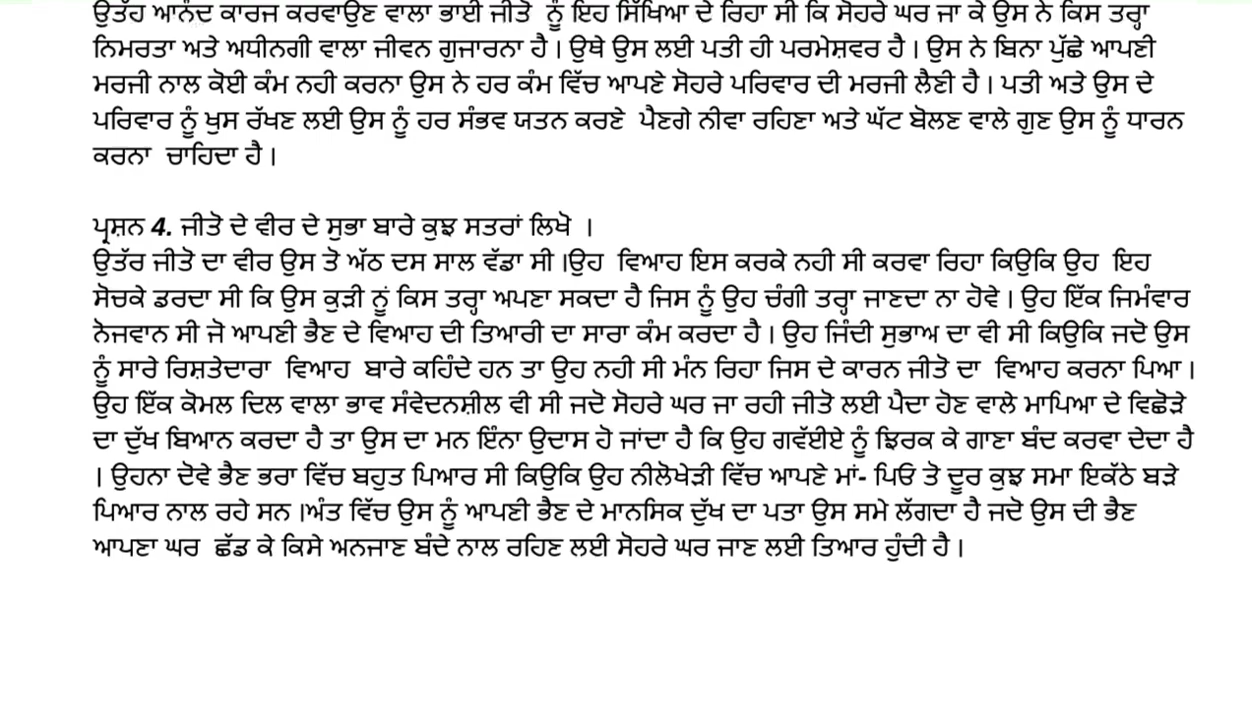 ਉਤੱਰ ਆਨੰਦ ਕਾਰਜ ਕਰਵਾਉਣ ਵਾਲਾ ਭਾਈ ਜੀਤੋ ਨੂੰ ਇਹ ਸਿੱਖਿਆ ਦੇ ਰਿਹਾ ਸੀ ਕਿ ਸੋਹਰੇ ਘਰ ਜਾ ਕੇ ਉਸ ਨੇ ਕਿਸ ਤਰ੍ਹਾ
ਨਿਮਰਤਾ ਅਤੇ ਅਧੀਨਗੀ ਵਾਲਾ ਜੀਵਨ ਗੁਜਾਰਨਾ ਹੈ। ਉਥੇ ਉਸ ਲਈ ਪਤੀ ਹੀ ਪਰਮੇਸ਼ਵਰ ਹੈ। ਉਸ ਨੇ ਬਿਨਾ ਪੁੱਛੇ ਆਪਣੀ
ਮਰਜੀ ਨਾਲ ਕੋਈ ਕੰਮ ਨਹੀ ਕਰਨਾ ਉਸ ਨੇ ਹਰ ਕੰਮ ਵਿੱਚ ਆਪਣੇ ਸੋਹਰੇ ਪਰਿਵਾਰ ਦੀ ਮਰਜੀ ਲੈਣੀ ਹੈ। ਪਤੀ ਅਤੇ ਉਸ ਦੇ
ਪਰਿਵਾਰ ਨੂੰ ਖੁਸ ਰੱਖਣ ਲਈ ਉਸ ਨੂੰ ਹਰ ਸੰਭਵ ਯਤਨ ਕਰਣੇ ਪੈਣਗੇ ਨੀਵਾ ਰਹਿਣਾ ਅਤੇ ਘੱਟ ਬੋਲਣ ਵਾਲੇ ਗੁਣ ਉਸ ਨੂੰ ਧਾਰਨ
ਕਰਨਾ ਚਾਹਿਦਾ ਹੈ।
ਪ੍ਰਸ਼ਨ 4. ਜੀਤੋ ਦੇ ਵੀਰ ਦੇ ਸੁਭਾ ਬਾਰੇ ਕੁਝ ਸਤਰਾਂ ਲਿਖੋ ।
ਉਤੱਰ ਜੀਤੋ ਦਾ ਵੀਰ ਉਸ ਤੋ ਅੱਠ ਦਸ ਸਾਲ ਵੱਡਾ ਸੀ ।ਉਹ ਵਿਆਹ ਇਸ ਕਰਕੇ ਨਹੀ ਸੀ ਕਰਵਾ ਰਿਹਾ ਕਿਉਕਿ ਉਹ ਇਹ
ਸੋਚਕੇ ਡਰਦਾ ਸੀ ਕਿ ਉਸ ਕੁੜੀ ਨੂੰ ਕਿਸ ਤਰ੍ਹਾ ਅਪਣਾ ਸਕਦਾ ਹੈ ਜਿਸ ਨੂੰ ਉਹ ਚੰਗੀ ਤਰ੍ਹਾ ਜਾਣਦਾ ਨਾ ਹੋਵੇ। ਉਹ ਇੱਕ ਜਿਮੰਵਾਰ
ਨੋਜਵਾਨ ਸੀ ਜੋ ਆਪਣੀ ਭੈਣ ਦੇ ਵਿਆਹ ਦੀ ਤਿਆਰੀ ਦਾ ਸਾਰਾ ਕੰਮ ਕਰਦਾ ਹੈ। ਉਹ ਜਿੰਦੀ ਸੁਭਾਅ ਦਾ ਵੀ ਸੀ ਕਿਉਕਿ ਜਦੋ ਉਸ
ਨੂੰ ਸਾਰੇ ਰਿਸ਼ਤੇਦਾਰਾ ਵਿਆਹ ਬਾਰੇ ਕਹਿੰਦੇ ਹਨ ਤਾ ਉਹ ਨਹੀ ਸੀ ਮੰਨ ਰਿਹਾ ਜਿਸ ਦੇ ਕਾਰਨ ਜੀਤੋ ਦਾ ਵਿਆਹ ਕਰਨਾ ਪਿਆ।
ਉਹ ਇੱਕ ਕੋਮਲ ਦਿਲ ਵਾਲਾ ਭਾਵ ਸੰਵੇਦਨਸ਼ੀਲ ਵੀ ਸੀ ਜਦੋ ਸੋਹਰੇ ਘਰ ਜਾ ਰਹੀ ਜੀਤੋ ਲਈ ਪੈਦਾ ਹੋਣ ਵਾਲੇ ਮਾਪਿਆ ਦੇ ਵਿਛੋੜੇ
ਦਾ ਦੁੱਖ ਬਿਆਨ ਕਰਦਾ ਹੈ ਤਾ ਉਸ ਦਾ ਮਨ ਇੰਨਾ ਉਦਾਸ ਹੋ ਜਾਂਦਾ ਹੈ ਕਿ ਉਹ ਗਵੱਈਏ ਨੂੰ ਝਿਰਕ ਕੇ ਗਾਣਾ ਬੰਦ ਕਰਵਾ ਦੇਦਾ ਹੈ
। ਉਹਨਾ ਦੋਵੇ ਭੈਣ ਭਰਾ ਵਿੱਚ ਬਹੁਤ ਪਿਆਰ ਸੀ ਕਿਉਕਿ ਉਹ ਨੀਲੋਖੇੜੀ ਵਿੱਚ ਆਪਣੇ ਮਾਂ- ਪਿਓ ਤੋ ਦੂਰ ਕੁਝ ਸਮਾ ਇਕੱਠੇ ਬੜੇ
ਪਿਆਰ ਨਾਲ ਰਹੇ ਸਨ ।ਅੰਤ ਵਿੱਚ ਉਸ ਨੂੰ ਆਪਣੀ ਭੈਣ ਦੇ ਮਾਨਸਿਕ ਦੁੱਖ ਦਾ ਪਤਾ ਉਸ ਸਮੇ ਲੱਗਦਾ ਹੈ ਜਦੋ ਉਸ ਦੀ ਭੈਣ
ਆਪਣਾ ਘਰ ਛੱਡ ਕੇ ਕਿਸੇ ਅਨਜਾਣ ਬੰਦੇ ਨਾਲ ਰਹਿਣ ਲਈ ਸੋਹਰੇ ਘਰ ਜਾਣ ਲਈ ਤਿਆਰ ਹੁੰਦੀ ਹੈ।